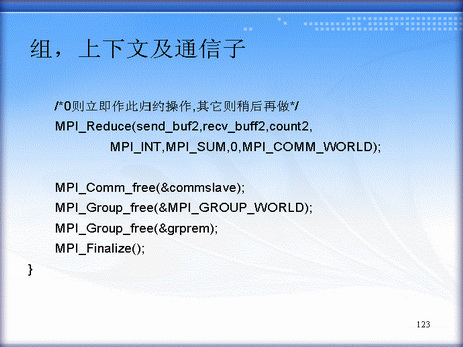 组，上下文及通信子
/*0则立即作此归约操作,其它则稍后再做*/
MPI_Reduce(send_buf2,recv_buff2,count2,
MPI_INT,MPI_SUM,0,MPI_COMM_WORLD);
MPI_Comm_free(&commslave);
MPI_Group_free(&MPI_GROUP_WORLD);
MPI_Group_free(&grprem);
MPI_Finalize();
}
123